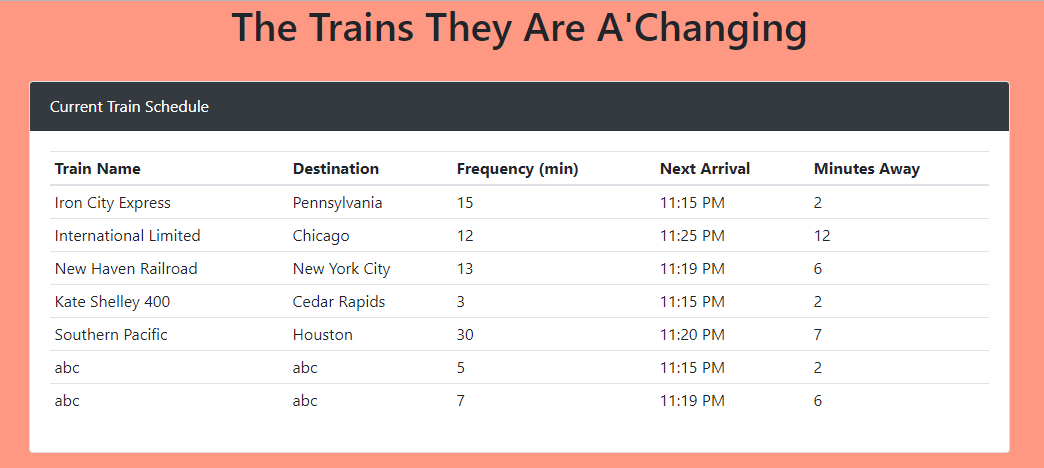 The Trains They Are A'Changing
Current Train Schedule
Train Name Destination Frequency (min) Next Arrival Minutes Away
Iron City Express Pennsylvania 15 11:15 PM 2
International Limited Chicago 12 11:25 PM 12
New Haven Railroad New York City 13 11:19 PM 6
Kate Shelley 400 Cedar Rapids 3 11:15 PM 2
Southern Pacific Houston 30 11:20 PM 7
abc abc 5 11:15 PM 2
abc abc 7 11:19 PM 6